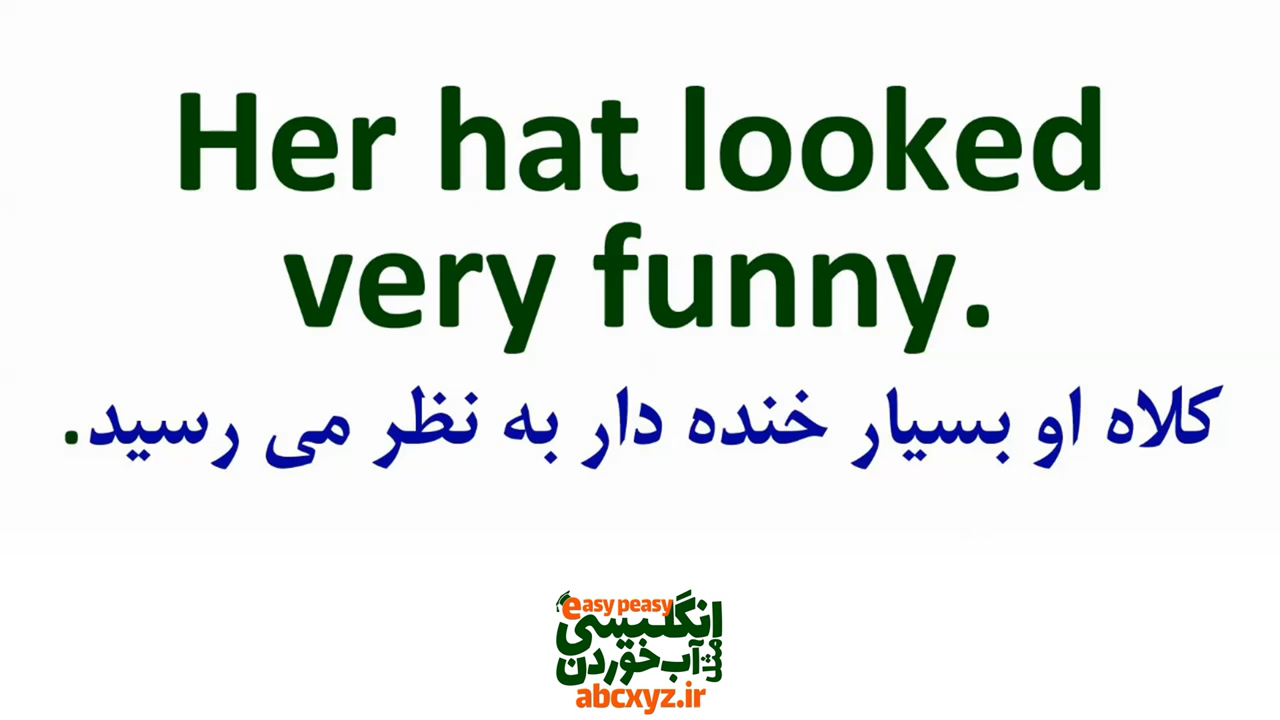 Her hat looked
very funny.
کلاه او بسیار خنده دار به نظر می رسید.
easy peasy
انگلیسی
مثل
آب خوردن
abcxyz.ir